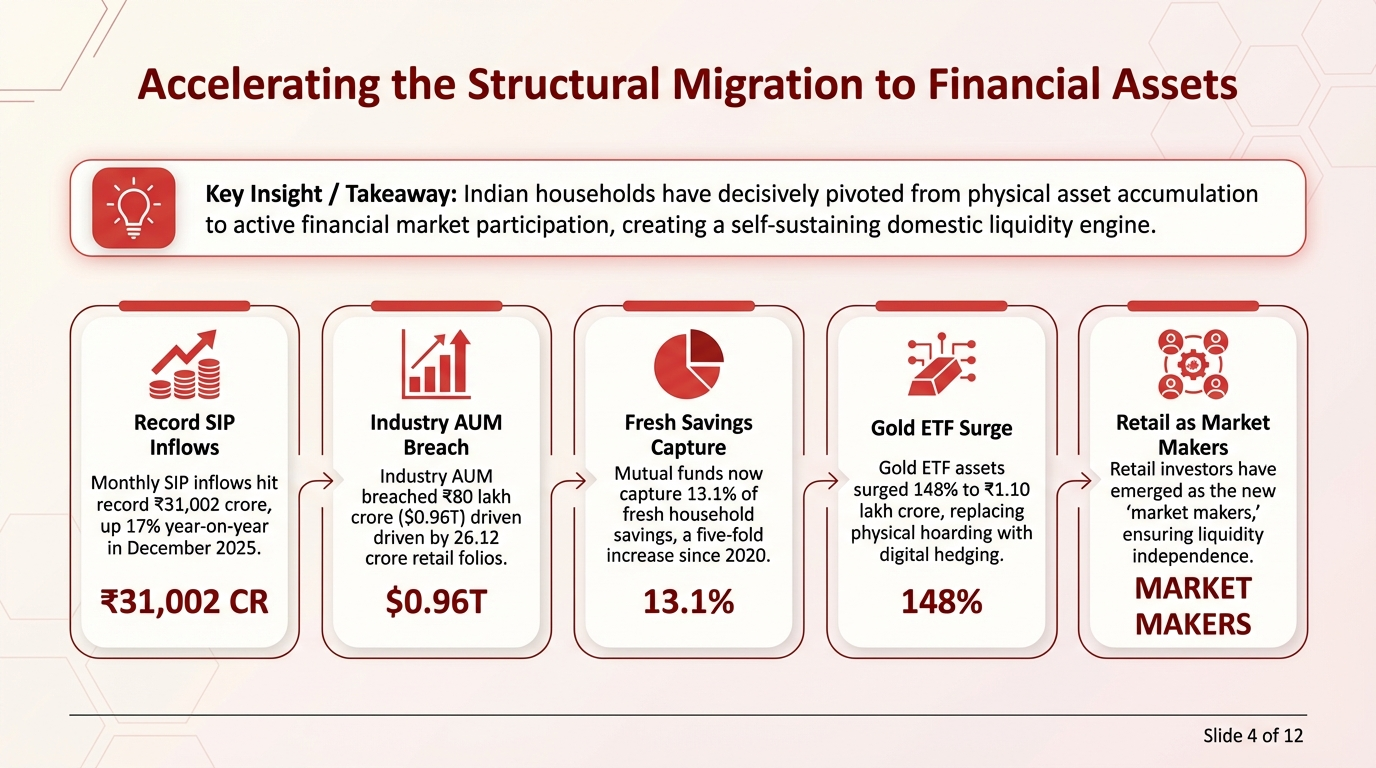 Accelerating the Structural Migration to Financial Assets
Key Insight / Takeaway: Indian households have decisively pivoted from physical asset accumulation
to active financial market participation, creating a self-sustaining domestic liquidity engine.
Record SIP
Inflows
Monthly SIP inflows hit
record ₹31,002 crore,
up 17% year-on-year
in December 2025.
₹31,002 CR
Industry AUM
Breach
Industry AUM
breached ₹80 lakh
crore ($0.96T) driven
driven by 26.12
crore retail folios.
$0.96T
Fresh Savings
Capture
Mutual funds now
capture 13.1% of
fresh household
savings, a five-fold
increase since 2020.
13.1%
Gold ETF Surge
Gold ETF assets
surged 148% to ₹1.10
lakh crore, replacing
physical hoarding with
digital hedging.
148%
Retail as Market
Makers
Retail investors have
emerged as the new
‘market makers,’
ensuring liquidity
independence.
MARKET
MAKERS
Slide 4 of 12